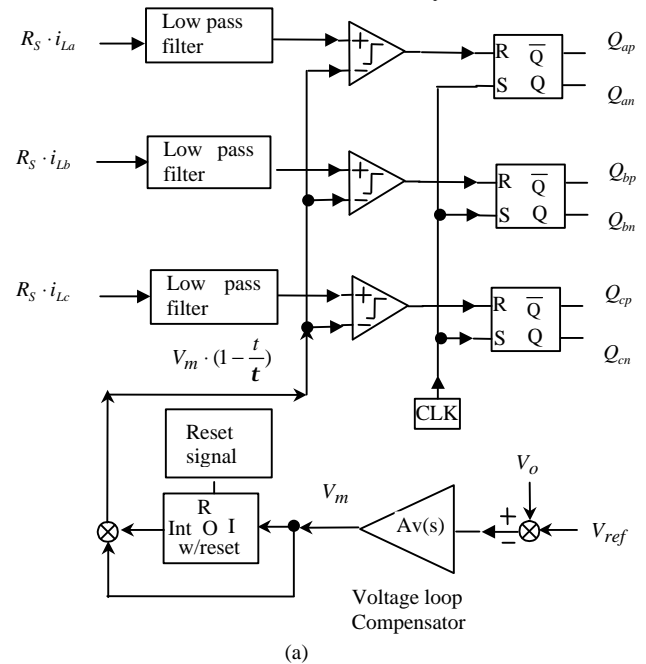 R_S · i_La
Low pass
filter
+
−
R Q̅
S Q
Q_ap
Q_an
R_S · i_Lb
Low pass
filter
+
−
R Q̅
S Q
Q_bp
Q_bn
R_S · i_Lc
Low pass
filter
+
−
R Q̅
S Q
Q_cp
Q_cn
V_m · (1 − t/t)
CLK
Reset
signal
R
Int O I
w/reset
V_m
Av(s)
+
−
V_o
V_ref
Voltage loop
Compensator
(a)